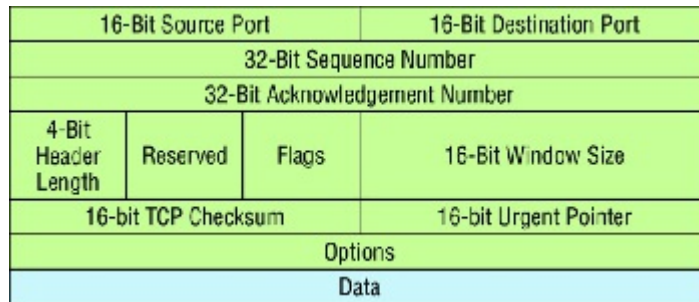 16-Bit Source Port 16-Bit Destination Port
32-Bit Sequence Number
32-Bit Acknowledgement Number
4-Bit
Header
Length
Reserved
Flags
16-Bit Window Size
16-bit TCP Checksum 16-bit Urgent Pointer
Options
Data